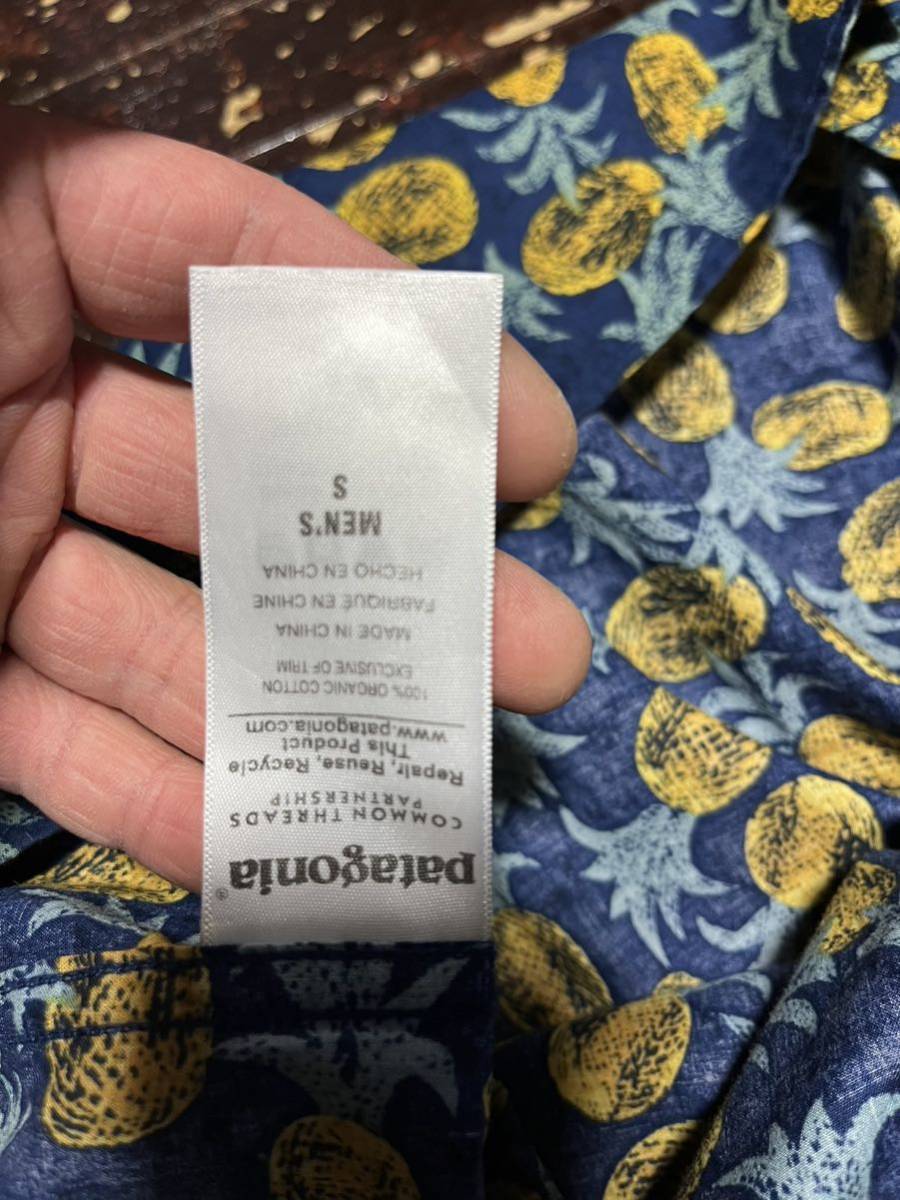 patagonia®
COMMON THREADS
PARTNERSHIP
Repair, Reuse, Recycle
This Product
www.patagonia.com
100% ORGANIC COTTON
EXCLUSIVE OF TRIM
MADE IN CHINA
FABRIQUÉ EN CHINE
HECHO EN CHINA
MEN'S
S